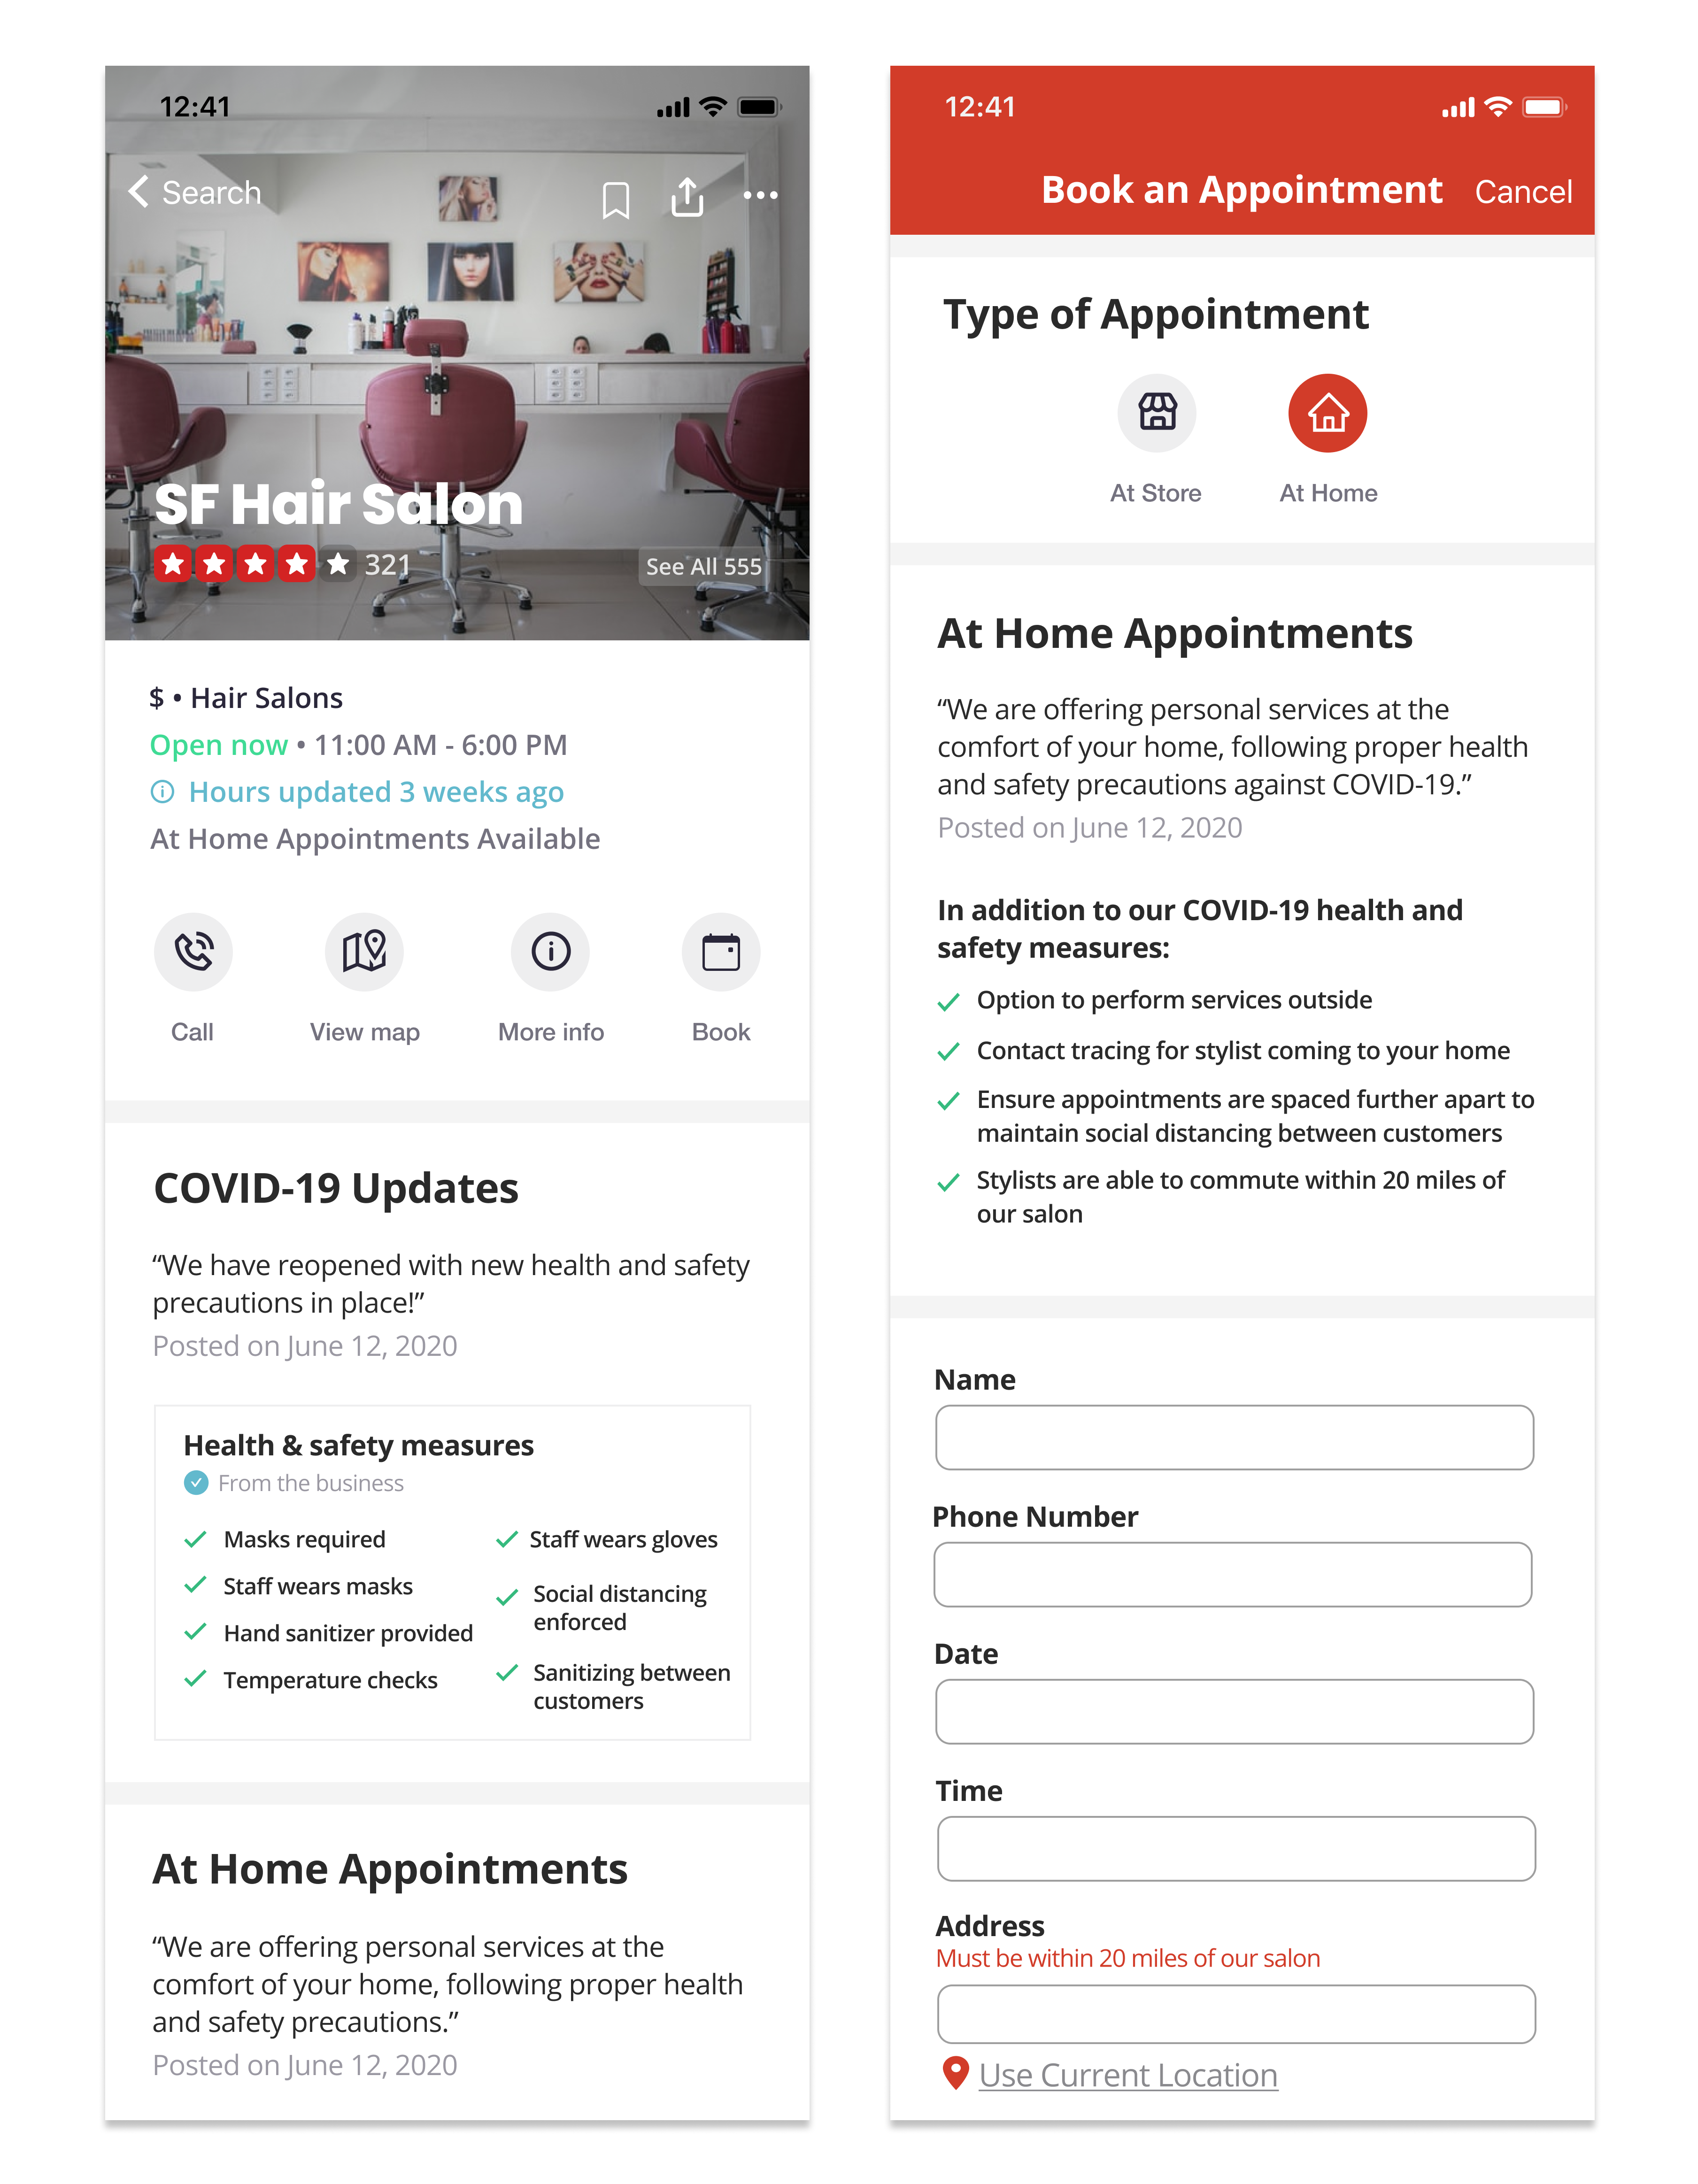 12:41
Search
SF Hair Salon
321
See All 555
$ • Hair Salons
Open now • 11:00 AM - 6:00 PM
Hours updated 3 weeks ago
At Home Appointments Available
Call
View map
More info
Book
COVID-19 Updates
“We have reopened with new health and safety
precautions in place!”
Posted on June 12, 2020
Health & safety measures
From the business
Masks required
Staff wears masks
Hand sanitizer provided
Temperature checks
Staff wears gloves
Social distancing
enforced
Sanitizing between
customers
At Home Appointments
“We are offering personal services at the
comfort of your home, following proper health
and safety precautions.”
Posted on June 12, 2020
12:41
Book an Appointment
Cancel
Type of Appointment
At Store
At Home
At Home Appointments
“We are offering personal services at the
comfort of your home, following proper health
and safety precautions against COVID-19.”
Posted on June 12, 2020
In addition to our COVID-19 health and
safety measures:
Option to perform services outside
Contact tracing for stylist coming to your home
Ensure appointments are spaced further apart to
maintain social distancing between customers
Stylists are able to commute within 20 miles of
our salon
Name
Phone Number
Date
Time
Address
Must be within 20 miles of our salon
Use Current Location